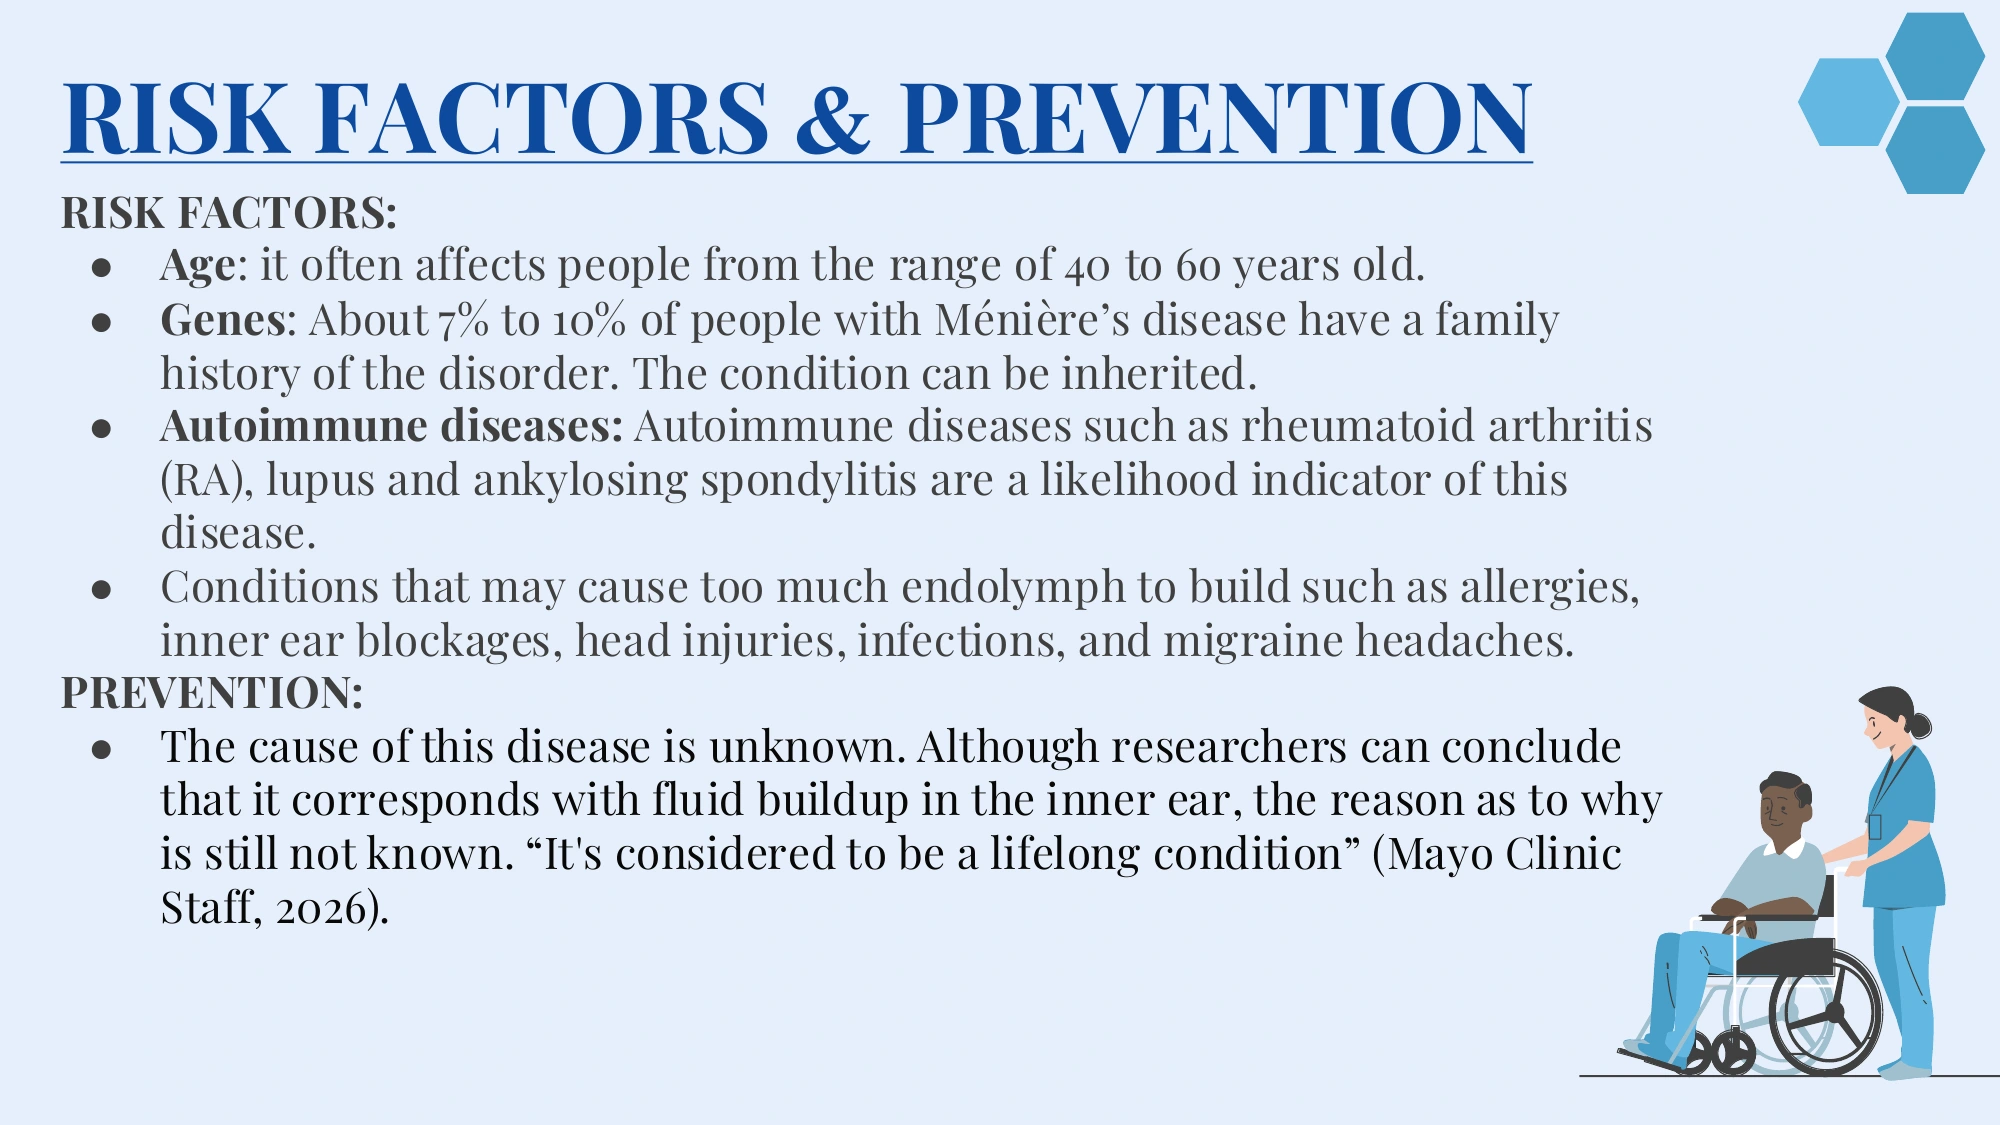 RISK FACTORS & PREVENTION
RISK FACTORS:
● Age: it often affects people from the range of 40 to 60 years old.
● Genes: About 7% to 10% of people with Ménière’s disease have a family
history of the disorder. The condition can be inherited.
● Autoimmune diseases: Autoimmune diseases such as rheumatoid arthritis
(RA), lupus and ankylosing spondylitis are a likelihood indicator of this
disease.
● Conditions that may cause too much endolymph to build such as allergies,
inner ear blockages, head injuries, infections, and migraine headaches.
PREVENTION:
● The cause of this disease is unknown. Although researchers can conclude
that it corresponds with fluid buildup in the inner ear, the reason as to why
is still not known. “It's considered to be a lifelong condition” (Mayo Clinic
Staff, 2026).